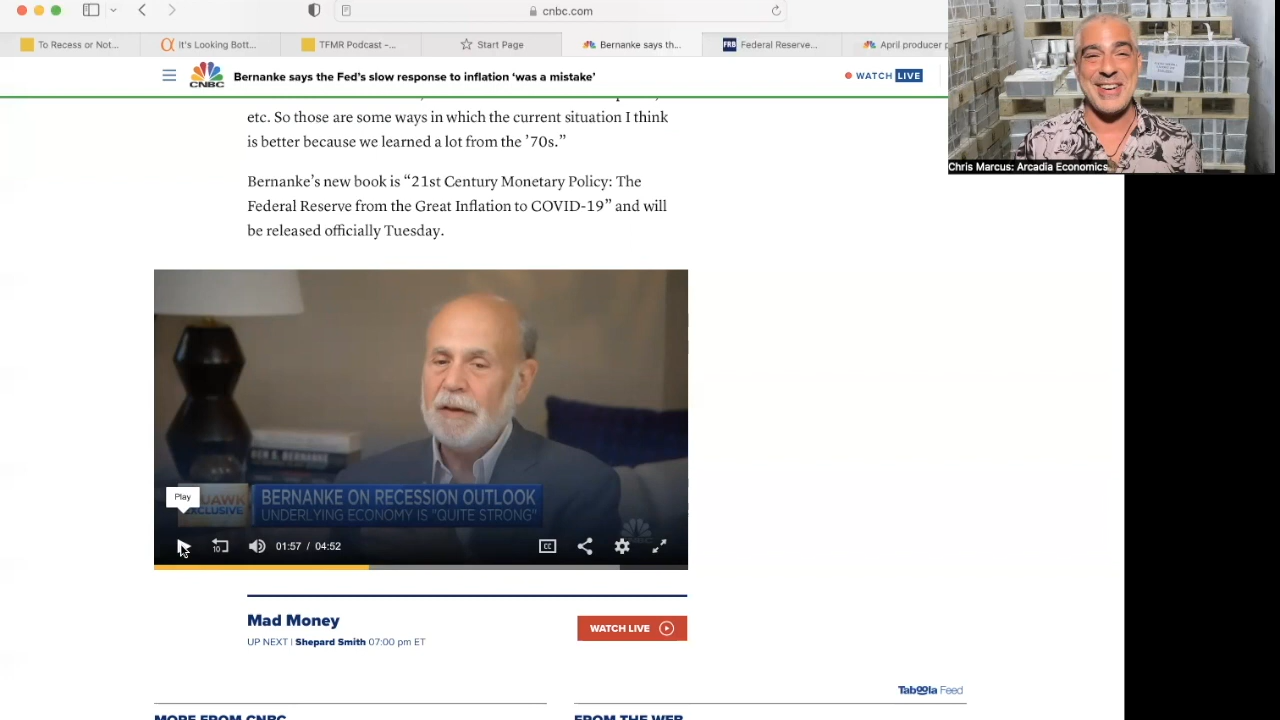 cnbc.com
To Recess or Not...
It's Looking Bott...
TFMR Podcast -...
Start Page
Bernanke says th...
FRB
Federal Reserve...
April producer p
CNBC
Bernanke says the Fed's slow response to inflation ‘was a mistake’
WATCH LIVE
Chris Marcus: Arcadia Economics
etc. So those are some ways in which the current situation I think
is better because we learned a lot from the ’70s.”
Bernanke’s new book is “21st Century Monetary Policy: The
Federal Reserve from the Great Inflation to COVID-19” and will
be released officially Tuesday.
BEN S. BERNANKE
Play
EXCLUSIVE
BERNANKE ON RECESSION OUTLOOK
UNDERLYING ECONOMY IS "QUITE STRONG"
10
01:57 / 04:52
CC
Mad Money
UP NEXT | Shepard Smith 07:00 pm ET
WATCH LIVE
Taboola Feed
MORE FROM CNBC
FROM THE WEB